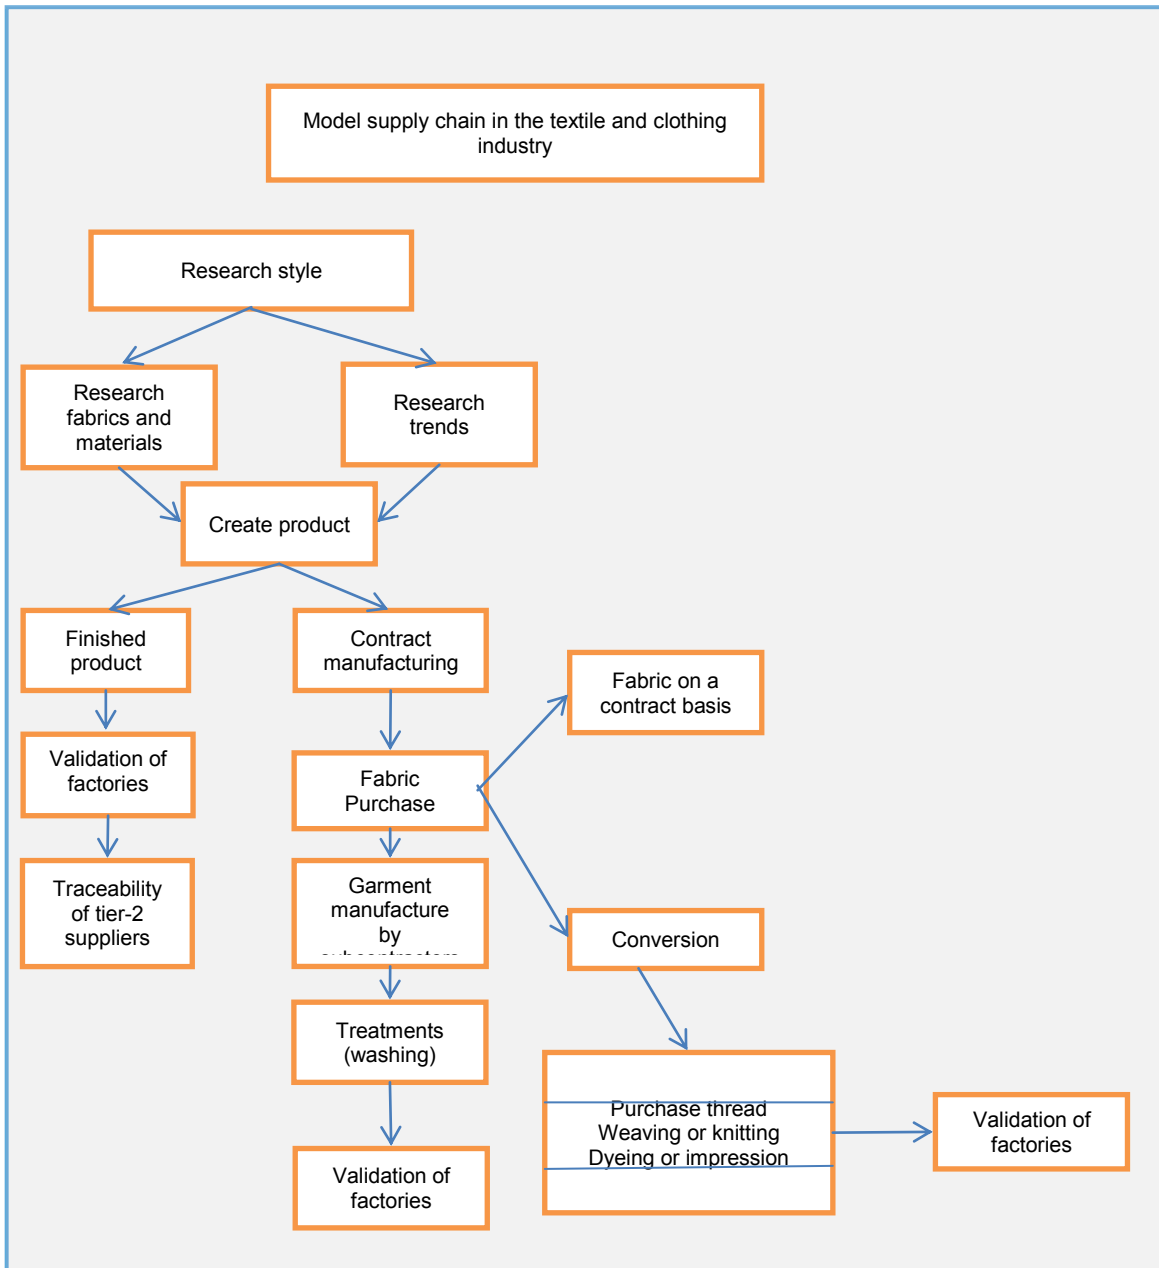 Model supply chain in the textile and clothing
industry
Research style
Research
fabrics and
materials
Research
trends
Create product
Finished
product
Contract
manufacturing
Fabric on a
contract basis
Validation of
factories
Fabric
Purchase
Traceability
of tier-2
suppliers
Garment
manufacture
by
subcontractors
Conversion
Treatments
(washing)
Purchase thread
Weaving or knitting
Dyeing or impression
Validation of
factories
Validation of
factories